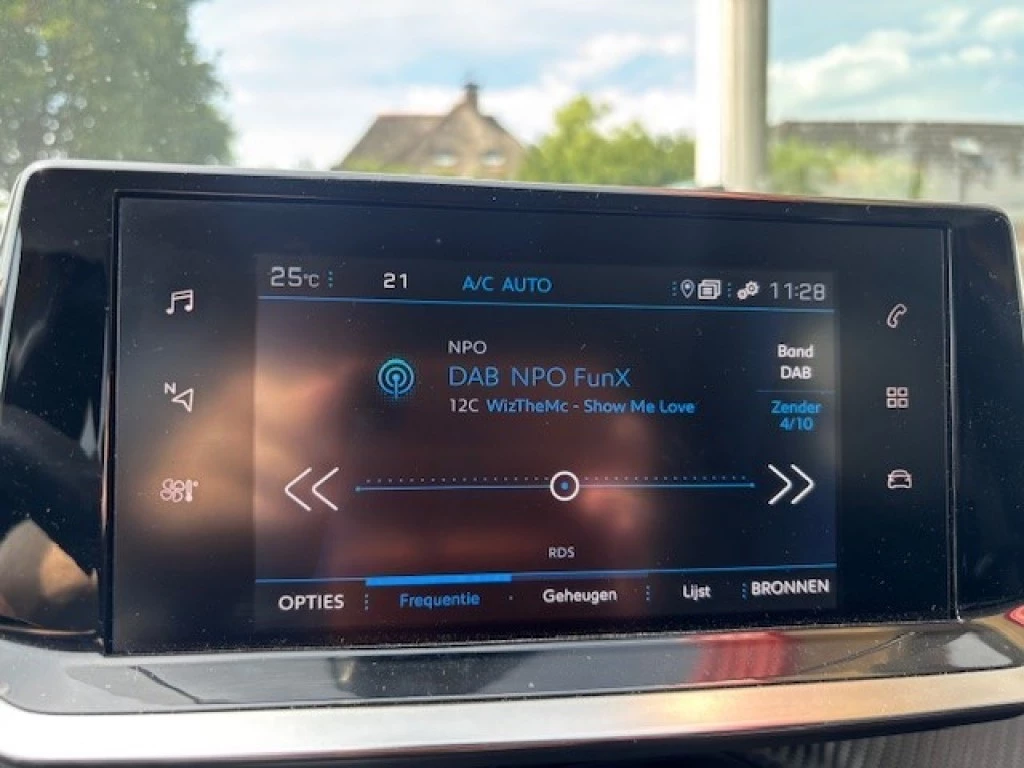 25°C 21 A/C AUTO 11:28
NPO
DAB NPO FunX
12C WizTheMc - Show Me Love
Band
DAB
Zender
4/10
N
RDS
OPTIES Frequentie Geheugen Lijst BRONNEN